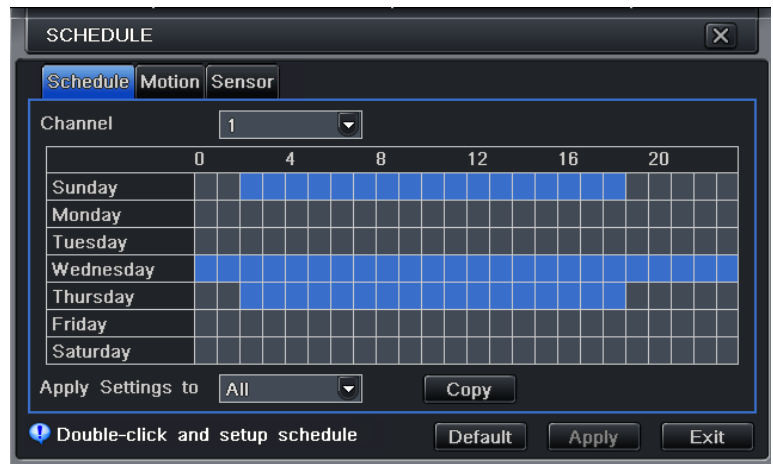 SCHEDULE
Schedule Motion Sensor
Channel 1
0 4 8 12 16 20
Sunday
Monday
Tuesday
Wednesday
Thursday
Friday
Saturday
Apply Settings to All Copy
Double-click and setup schedule Default Apply Exit